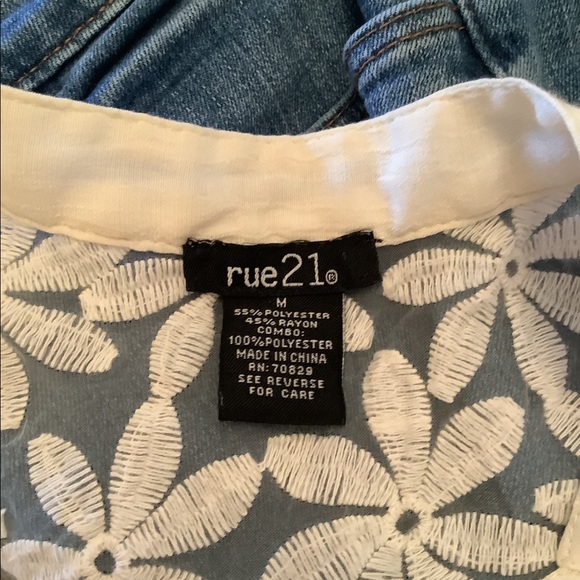 rue21®
M
55% POLYESTER
45% RAYON
COMBO:
100%POLYESTER
MADE IN CHINA
RN: 70829
SEE REVERSE
FOR CARE